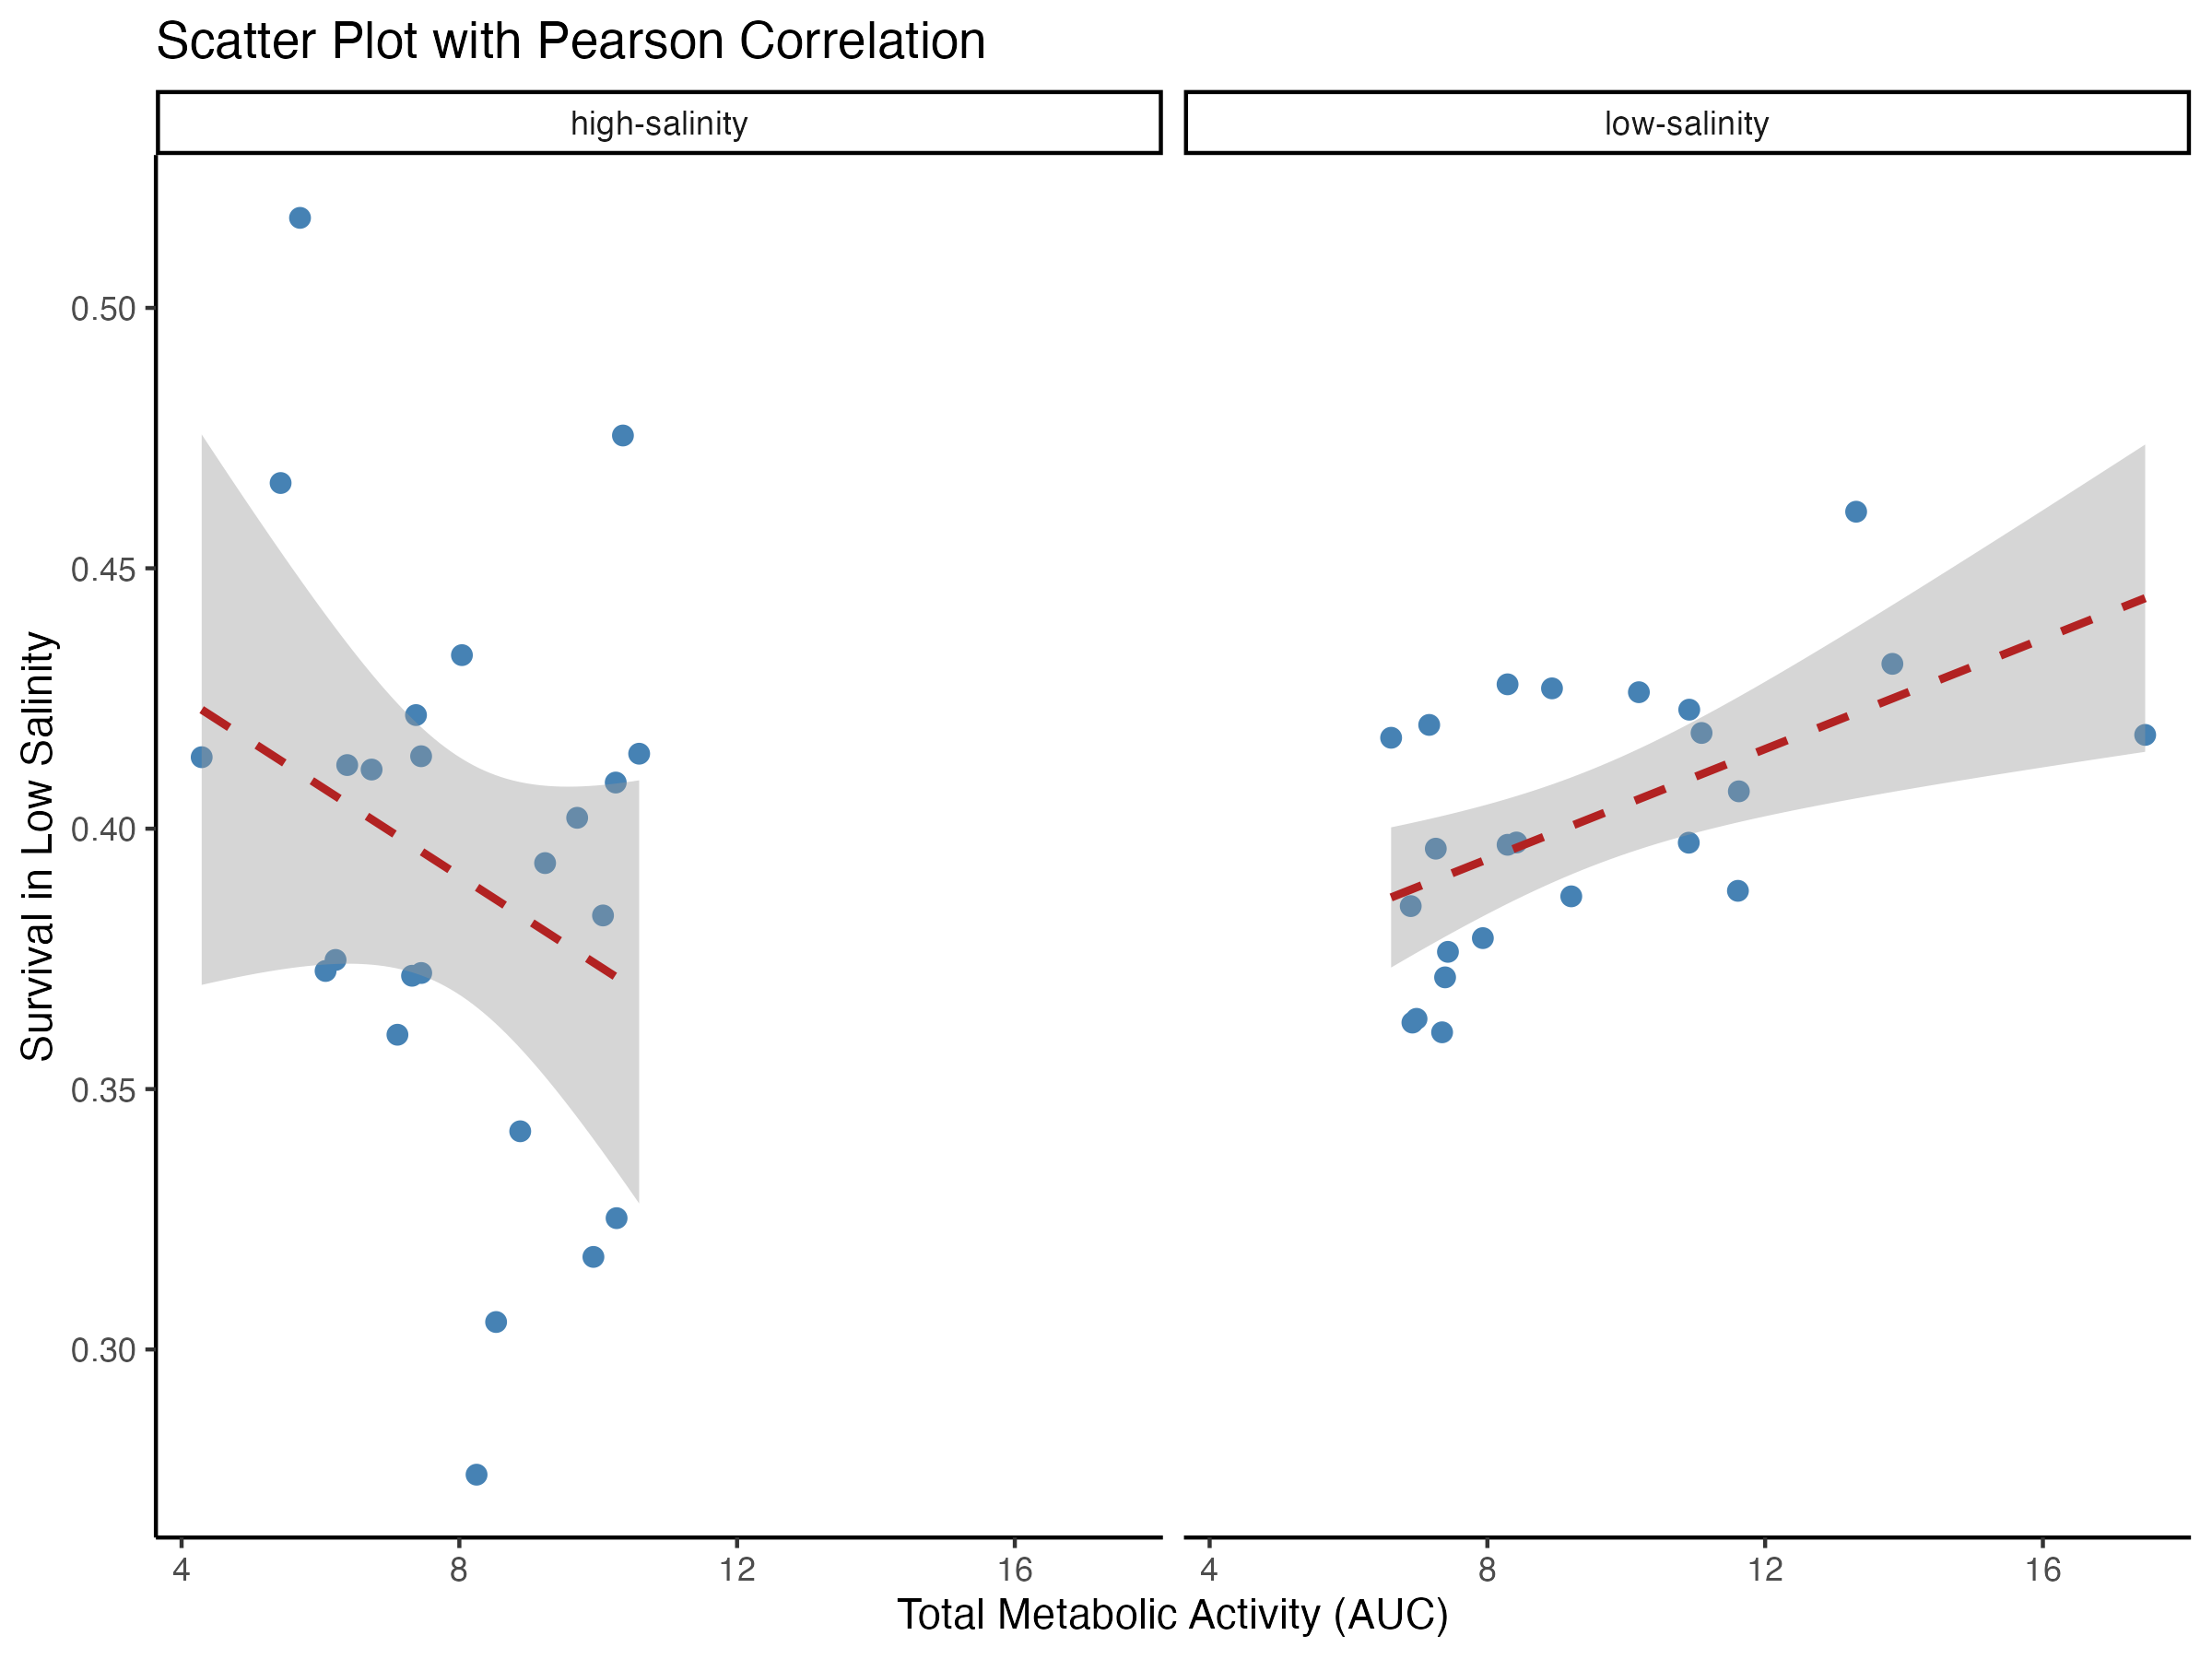 Scatter Plot with Pearson Correlation
high-salinity
low-salinity
Survival in Low Salinity
0.50
0.45
0.40
0.35
0.30
4
8
12
16
4
8
12
16
Total Metabolic Activity (AUC)